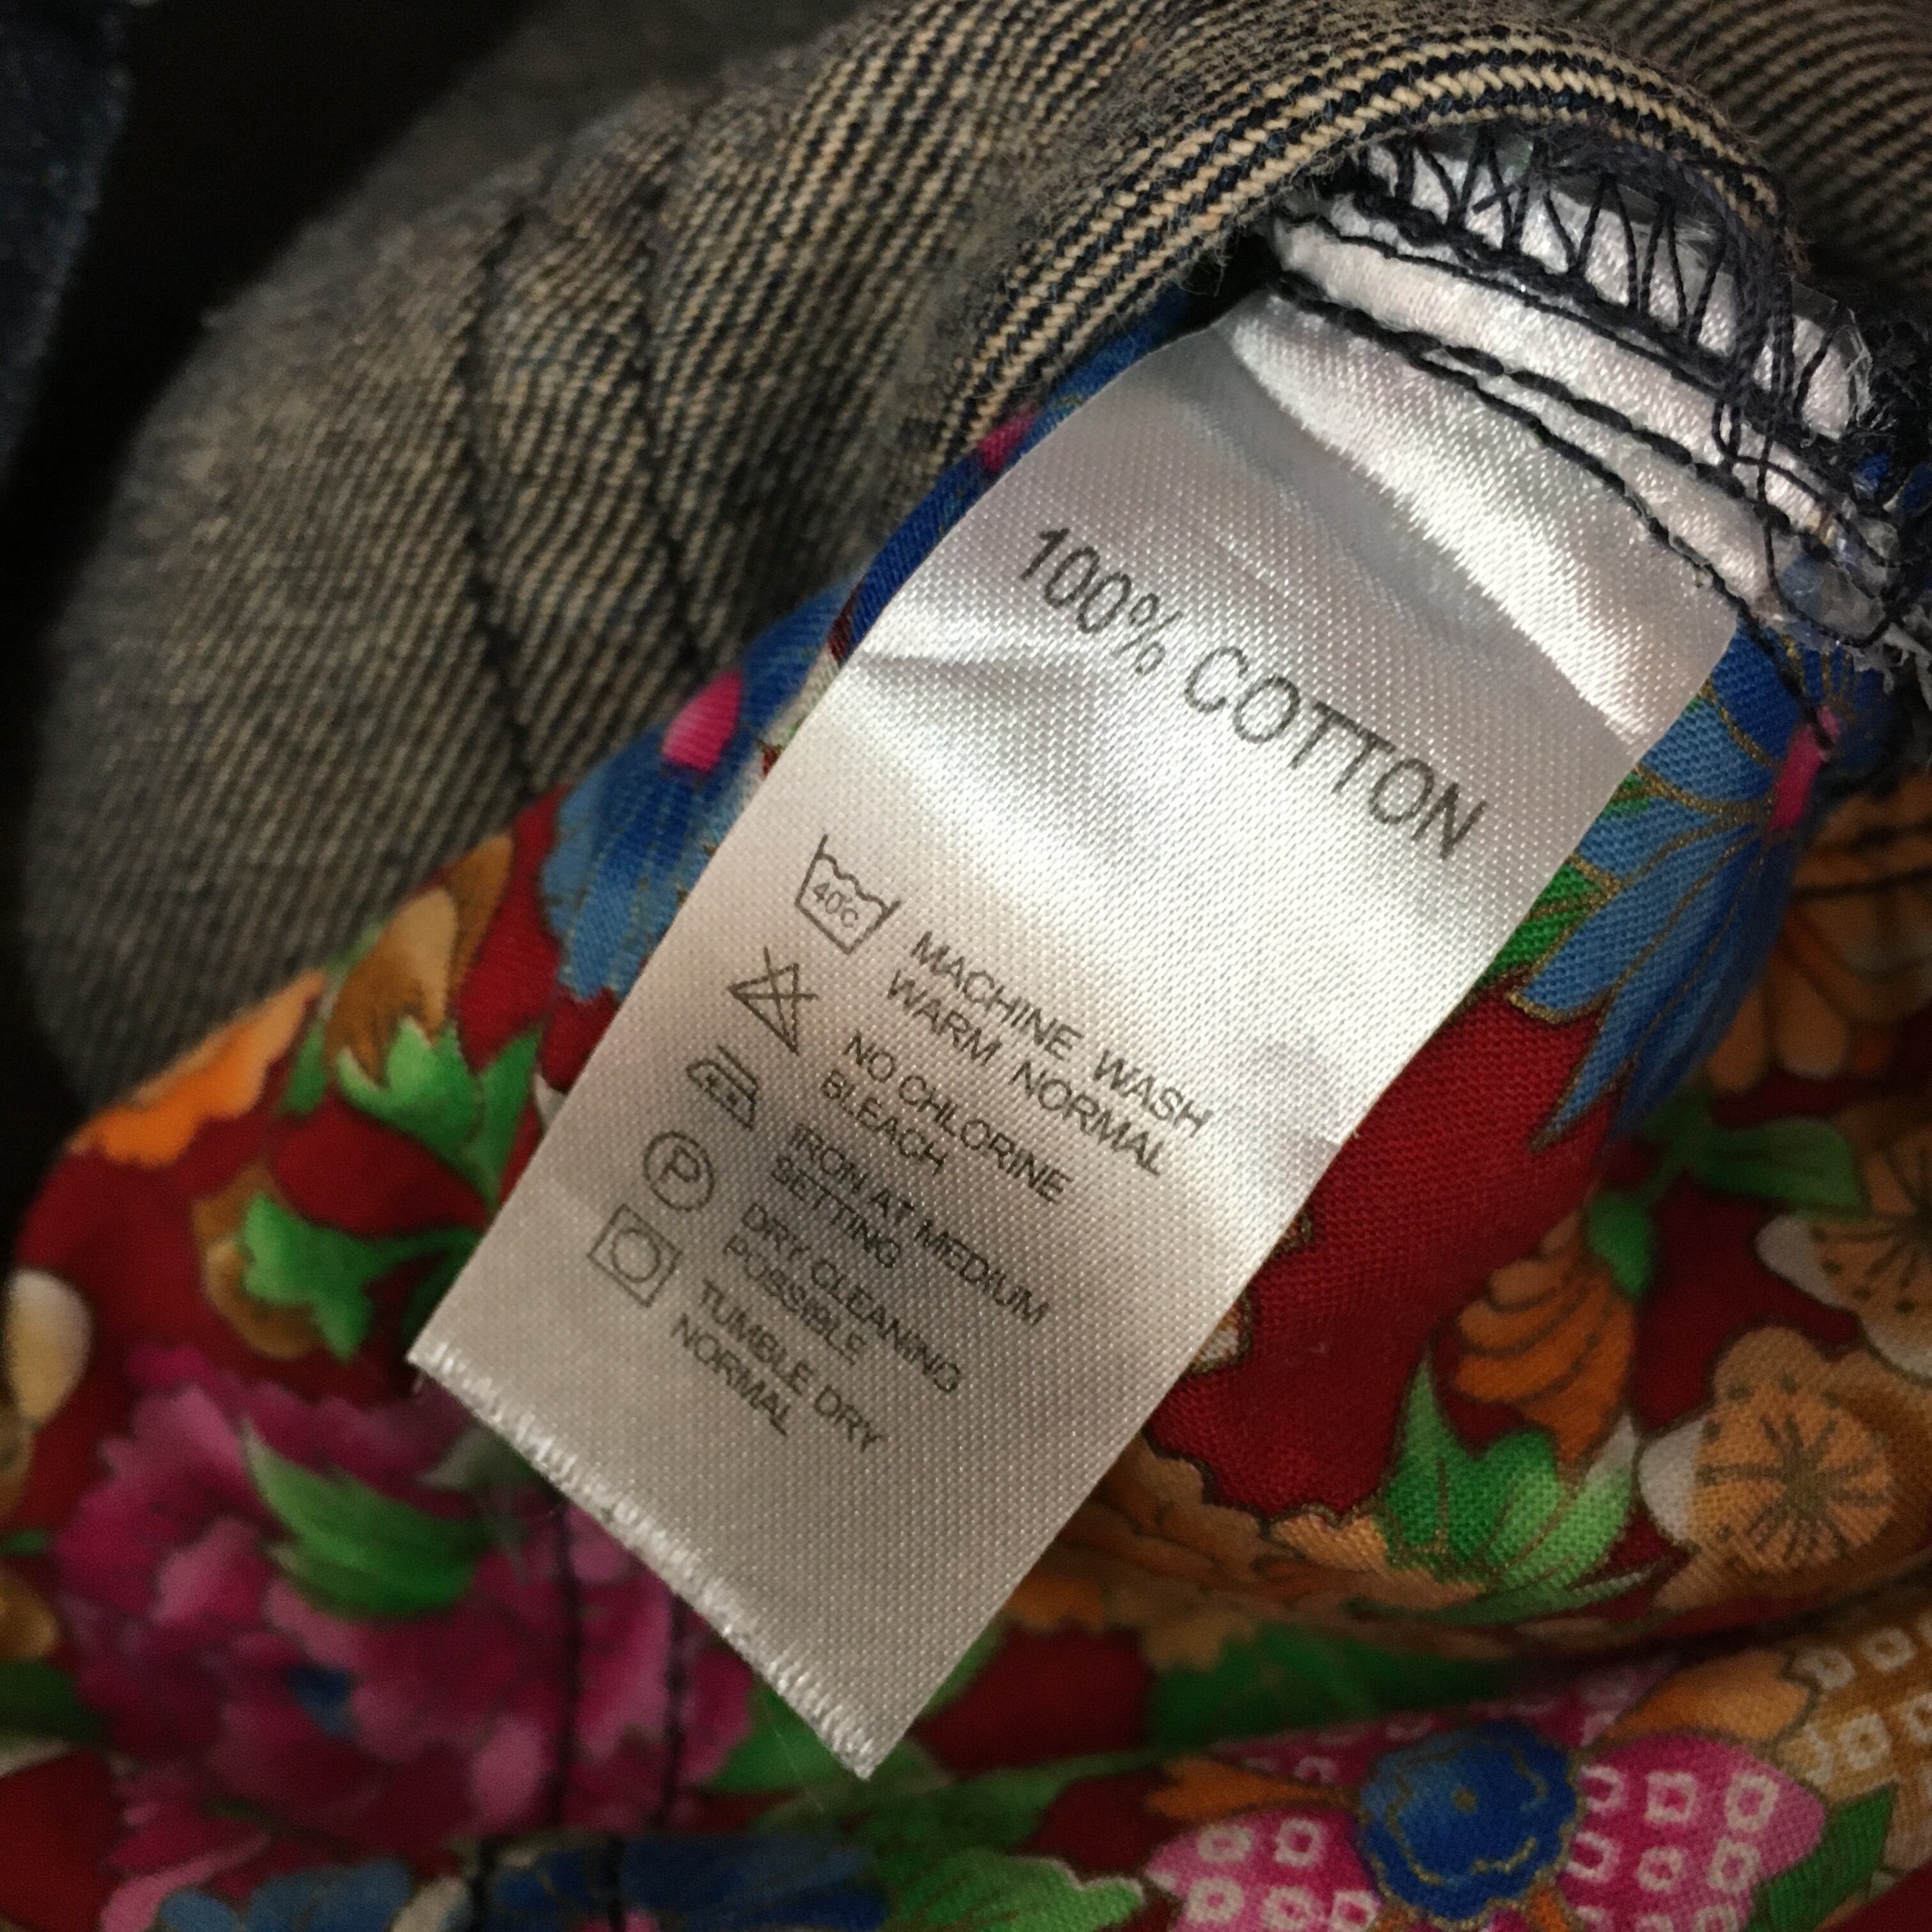 100% COTTON
40°C
MACHINE WASH
WARM NORMAL
NO CHLORINE
BLEACH
IRON AT MEDIUM
SETTING
P
DRY CLEANING
POSSIBLE
TUMBLE DRY
NORMAL